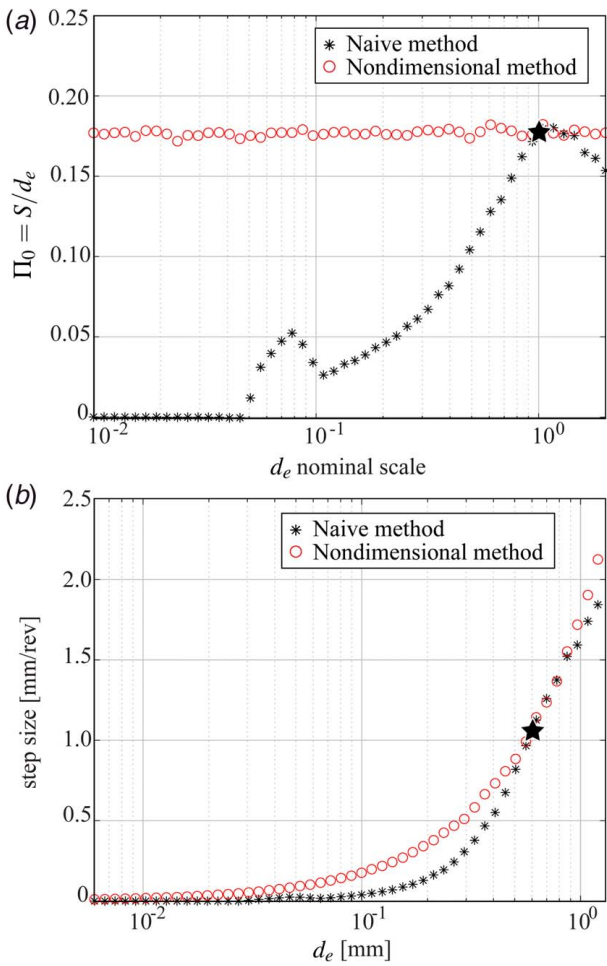 (a)
* Naive method
○ Nondimensional method
0.25
0.20
0.15
0.10
0.05
0
Π₀ = S/dₑ
10⁻²
10⁻¹
10⁰
dₑ nominal scale
(b)
* Naive method
○ Nondimensional method
2.5
2.0
1.5
1.0
0.5
0
step size [mm/rev]
10⁻²
10⁻¹
10⁰
dₑ [mm]